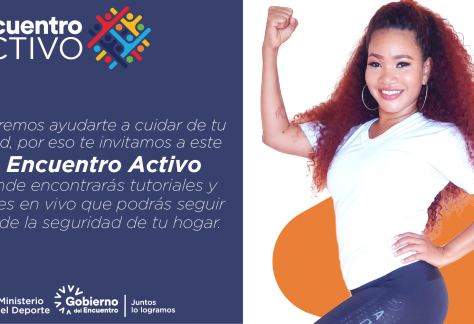 cuentro
CTIVO
remos ayudarte a cuidar de tu
d, por eso te invitamos a este
Encuentro Activo
nde encontrarás tutoriales y
es en vivo que podrás seguir
de la seguridad de tu hogar.
Ministerio
el Deporte
Gobierno
del Encuentro
Juntos
lo logramos